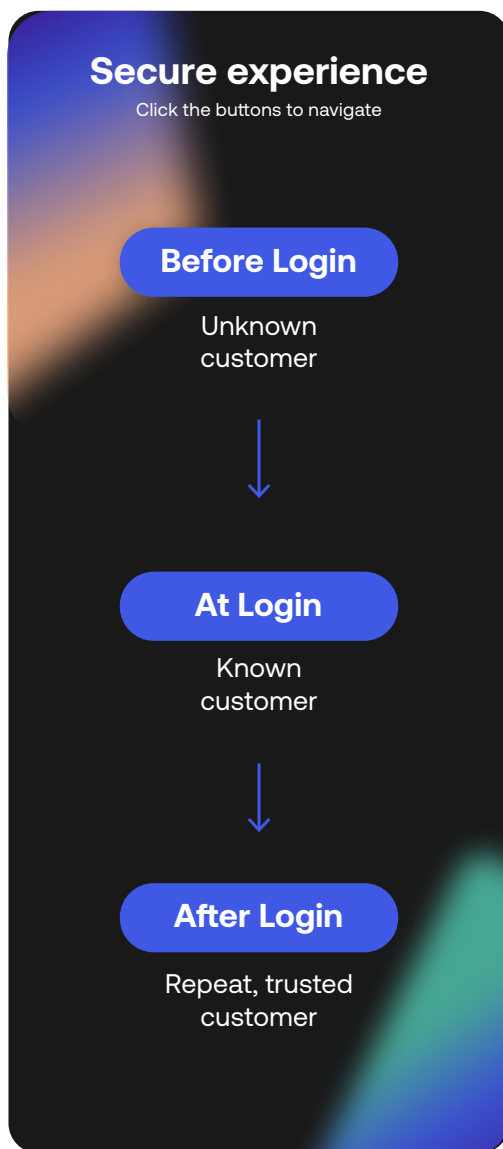 Secure experience
Click the buttons to navigate
Before Login
Unknown
customer
At Login
Known
customer
After Login
Repeat, trusted
customer